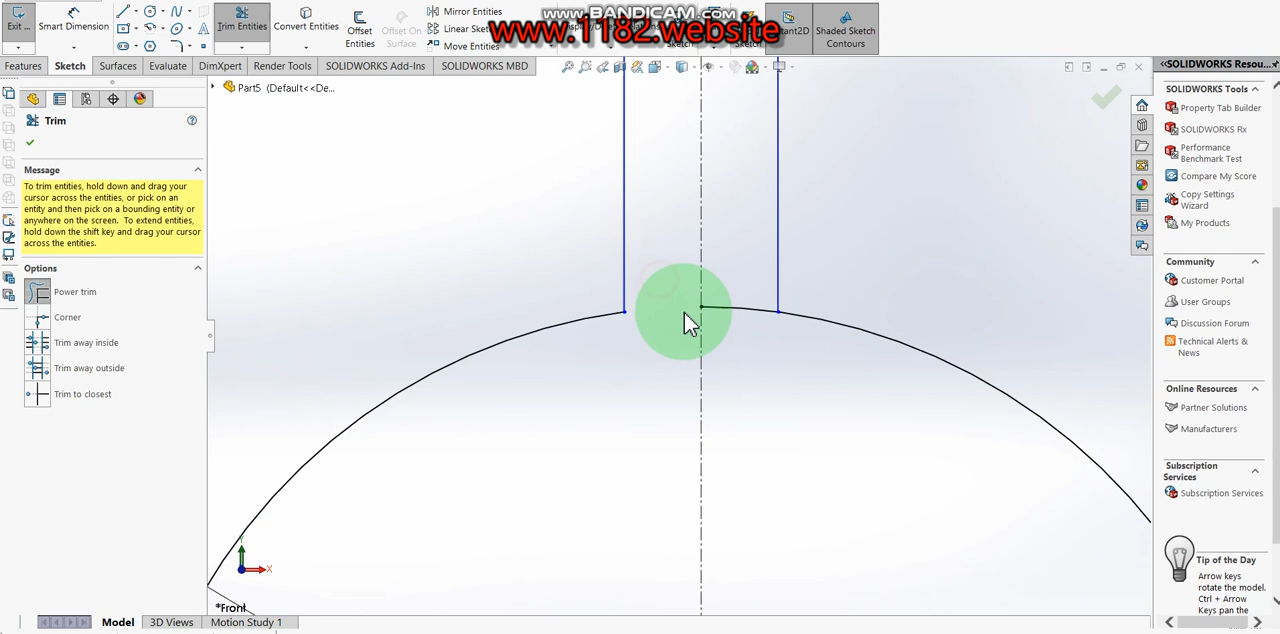 www.BANDICAM.com
www.1182.website
Exit ...
Smart Dimension
Trim Entities
Convert Entities
Offset
Entities
Offset On
Surface
Mirror Entities
Linear Sketch
Move Entities
Sketch
Instant2D
Shaded Sketch
Contours
Features
Sketch
Surfaces
Evaluate
DimXpert
Render Tools
SOLIDWORKS Add-Ins
SOLIDWORKS MBD
Part5 (Default<<De...
Trim
Message
To trim entities, hold down and drag your
cursor across the entities, or pick on an
entity and then pick on a bounding entity or
anywhere on the screen. To extend entities,
hold down the shift key and drag your cursor
across the entities.
Options
Power trim
Corner
Trim away inside
Trim away outside
Trim to closest
Y
X
*Front
Model
3D Views
Motion Study 1
SOLIDWORKS Resou...
SOLIDWORKS Tools
Property Tab Builder
SOLIDWORKS Rx
Performance
Benchmark Test
Compare My Score
Copy Settings
Wizard
My Products
Community
Customer Portal
User Groups
Discussion Forum
Technical Alerts &
News
Online Resources
Partner Solutions
Manufacturers
Subscription
Services
Subscription Services
Tip of the Day
Arrow keys
rotate the model.
Ctrl + Arrow
Keys pan the